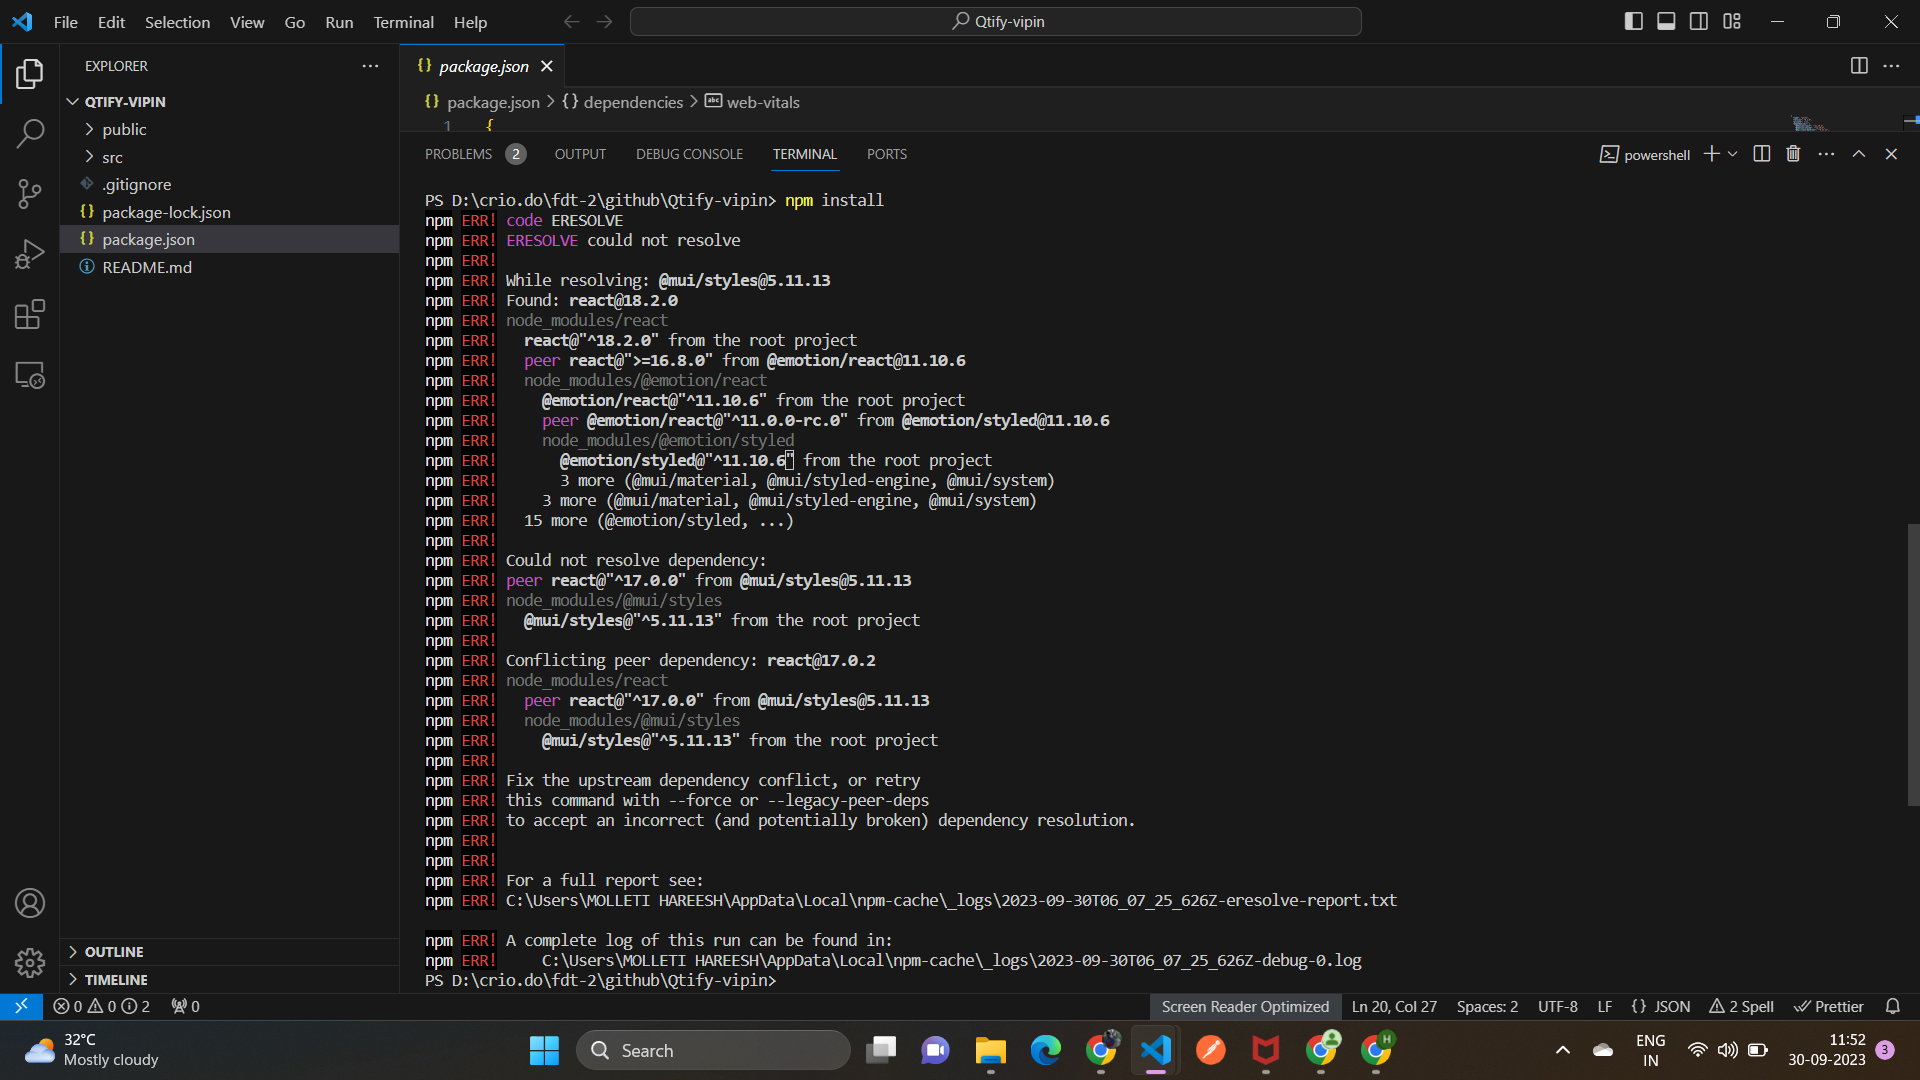 File Edit Selection View Go Run Terminal Help
Qtify-vipin
EXPLORER
QTIFY-VIPIN
public
src
.gitignore
package-lock.json
package.json
README.md
OUTLINE
TIMELINE
package.json
package.json > {} dependencies > web-vitals
1 {
PROBLEMS 2 OUTPUT DEBUG CONSOLE TERMINAL PORTS
powershell
PS D:\crio.do\fdt-2\github\Qtify-vipin> npm install
npm ERR! code ERESOLVE
npm ERR! ERESOLVE could not resolve
npm ERR!
npm ERR! While resolving: @mui/styles@5.11.13
npm ERR! Found: react@18.2.0
npm ERR! node_modules/react
npm ERR!   react@"^18.2.0" from the root project
npm ERR!   peer react@">=16.8.0" from @emotion/react@11.10.6
npm ERR!   node_modules/@emotion/react
npm ERR!     @emotion/react@"^11.10.6" from the root project
npm ERR!     peer @emotion/react@"^11.0.0-rc.0" from @emotion/styled@11.10.6
npm ERR!     node_modules/@emotion/styled
npm ERR!       @emotion/styled@"^11.10.6" from the root project
npm ERR!       3 more (@mui/material, @mui/styled-engine, @mui/system)
npm ERR!     3 more (@mui/material, @mui/styled-engine, @mui/system)
npm ERR!   15 more (@emotion/styled, ...)
npm ERR!
npm ERR! Could not resolve dependency:
npm ERR! peer react@"^17.0.0" from @mui/styles@5.11.13
npm ERR! node_modules/@mui/styles
npm ERR!   @mui/styles@"^5.11.13" from the root project
npm ERR!
npm ERR! Conflicting peer dependency: react@17.0.2
npm ERR! node_modules/react
npm ERR!   peer react@"^17.0.0" from @mui/styles@5.11.13
npm ERR!   node_modules/@mui/styles
npm ERR!     @mui/styles@"^5.11.13" from the root project
npm ERR!
npm ERR! Fix the upstream dependency conflict, or retry
npm ERR! this command with --force or --legacy-peer-deps
npm ERR! to accept an incorrect (and potentially broken) dependency resolution.
npm ERR!
npm ERR!
npm ERR! For a full report see:
npm ERR! C:\Users\MOLLETI HAREESH\AppData\Local\npm-cache\_logs\2023-09-30T06_07_25_626Z-eresolve-report.txt
npm ERR! A complete log of this run can be found in:
npm ERR!     C:\Users\MOLLETI HAREESH\AppData\Local\npm-cache\_logs\2023-09-30T06_07_25_626Z-debug-0.log
PS D:\crio.do\fdt-2\github\Qtify-vipin>
0 0 2 0
Screen Reader Optimized Ln 20, Col 27 Spaces: 2 UTF-8 LF {} JSON 2 Spell Prettier
32°C
Mostly cloudy
Search
H
ENG
IN
11:52
30-09-2023
3